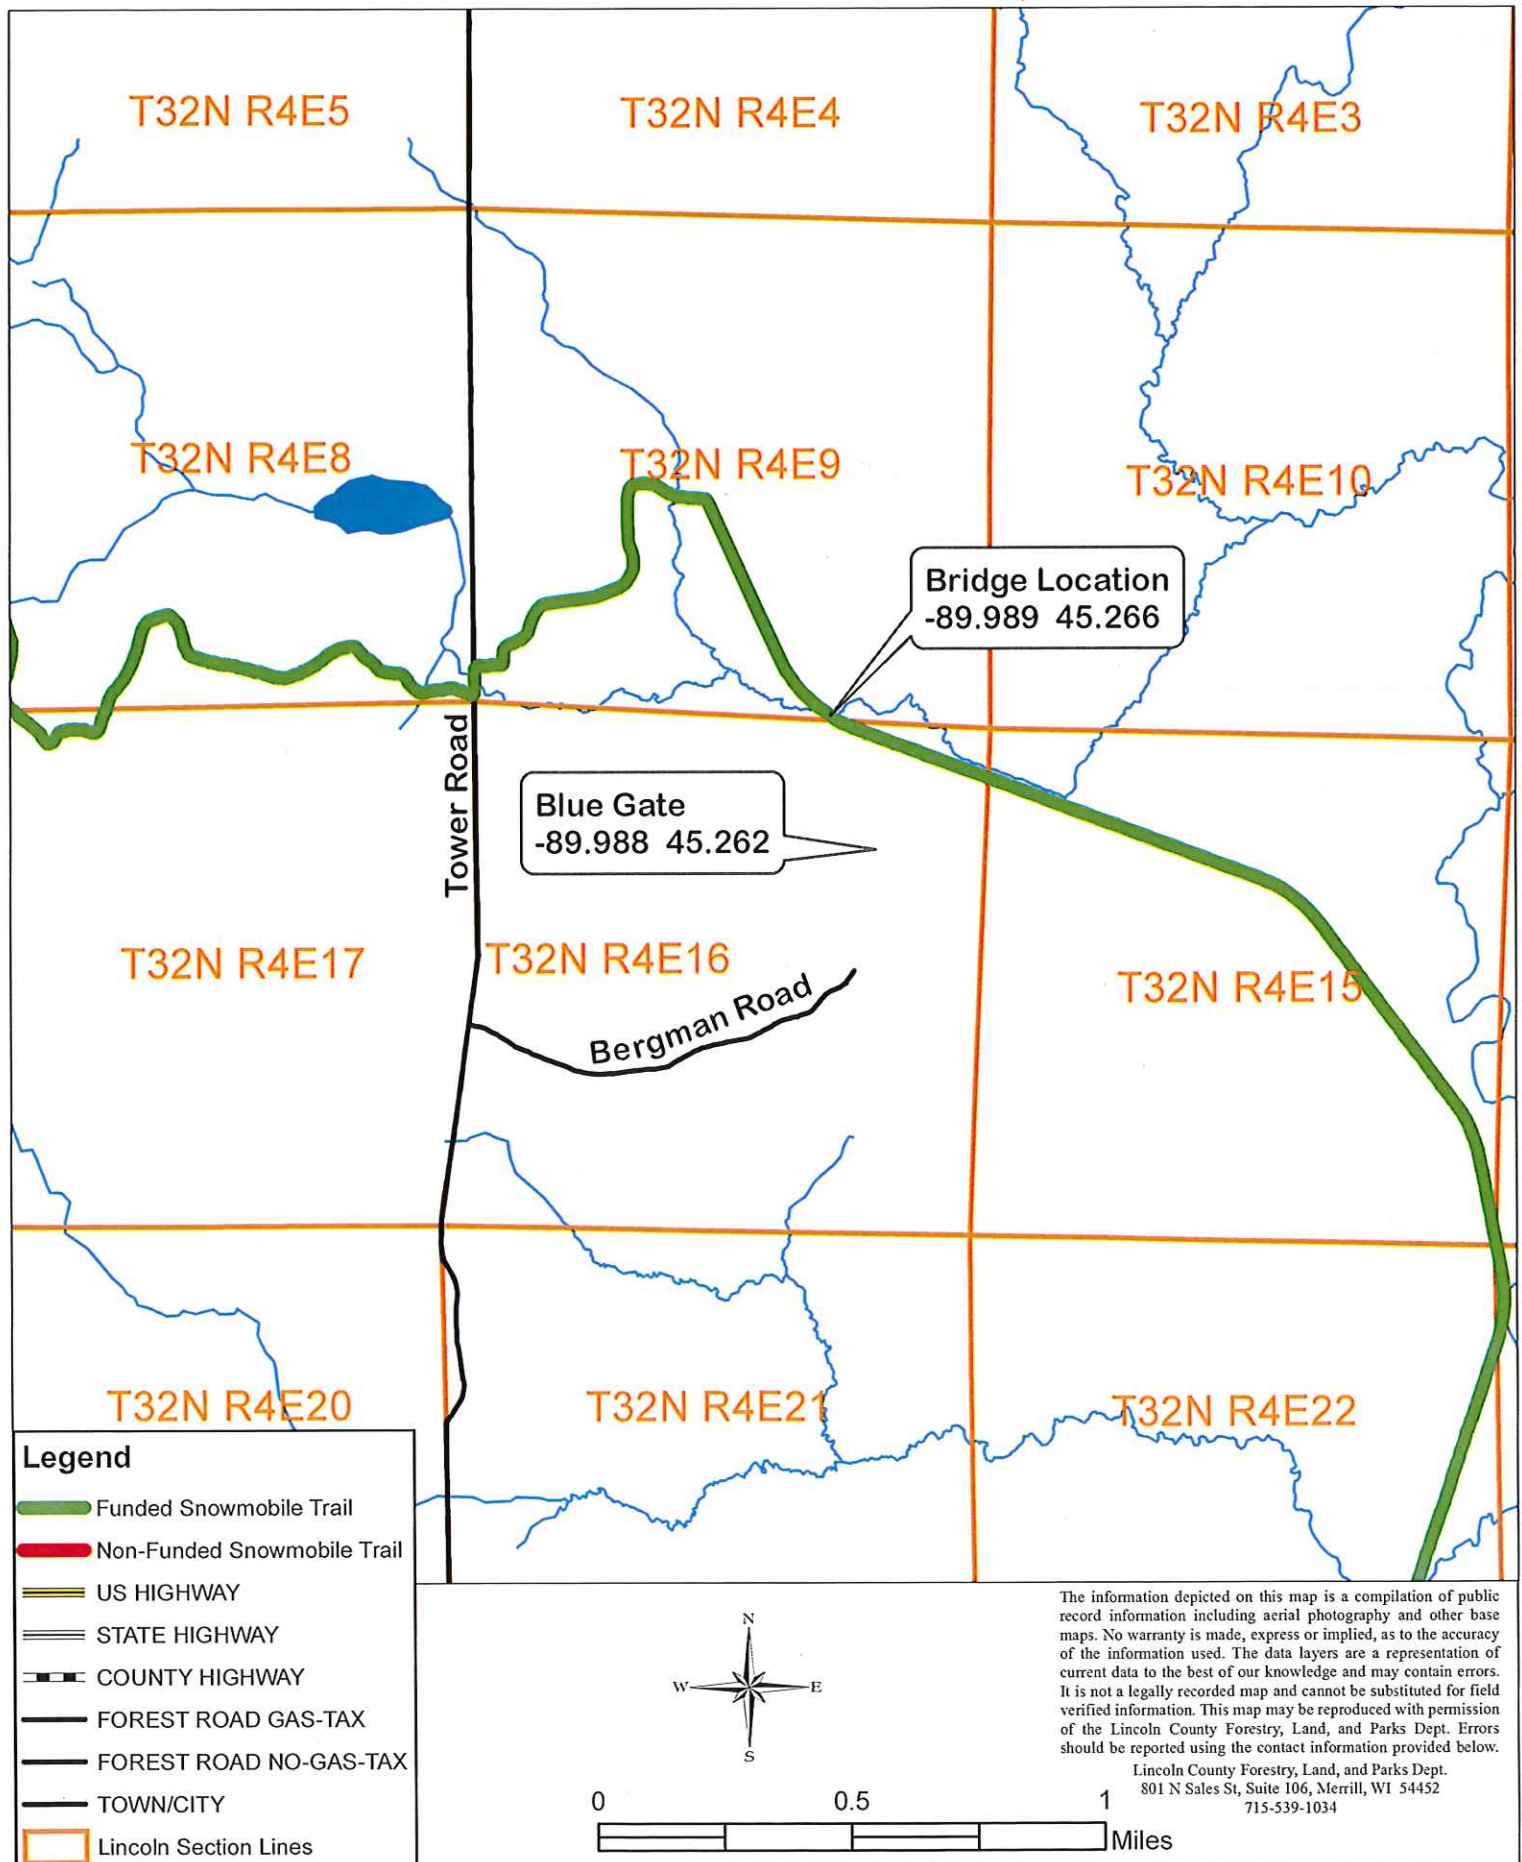 T32N R4E5
T32N R4E4
T32N R4E3
T32N R4E8
T32N R4E9
T32N R4E10
Bridge Location
-89.989 45.266
Tower Road
Blue Gate
-89.988 45.262
T32N R4E17
T32N R4E16
T32N R4E15
Bergman Road
T32N R4E20
T32N R4E21
T32N R4E22
Legend
Funded Snowmobile Trail
Non-Funded Snowmobile Trail
US HIGHWAY
STATE HIGHWAY
COUNTY HIGHWAY
FOREST ROAD GAS-TAX
FOREST ROAD NO-GAS-TAX
TOWN/CITY
Lincoln Section Lines
N
W
E
S
0 0.5 1
Miles
The information depicted on this map is a compilation of public
record information including aerial photography and other base
maps. No warranty is made, express or implied, as to the accuracy
of the information used. The data layers are a representation of
current data to the best of our knowledge and may contain errors.
It is not a legally recorded map and cannot be substituted for field
verified information. This map may be reproduced with permission
of the Lincoln County Forestry, Land, and Parks Dept. Errors
should be reported using the contact information provided below.
Lincoln County Forestry, Land, and Parks Dept.
801 N Sales St, Suite 106, Merrill, WI 54452
715-539-1034